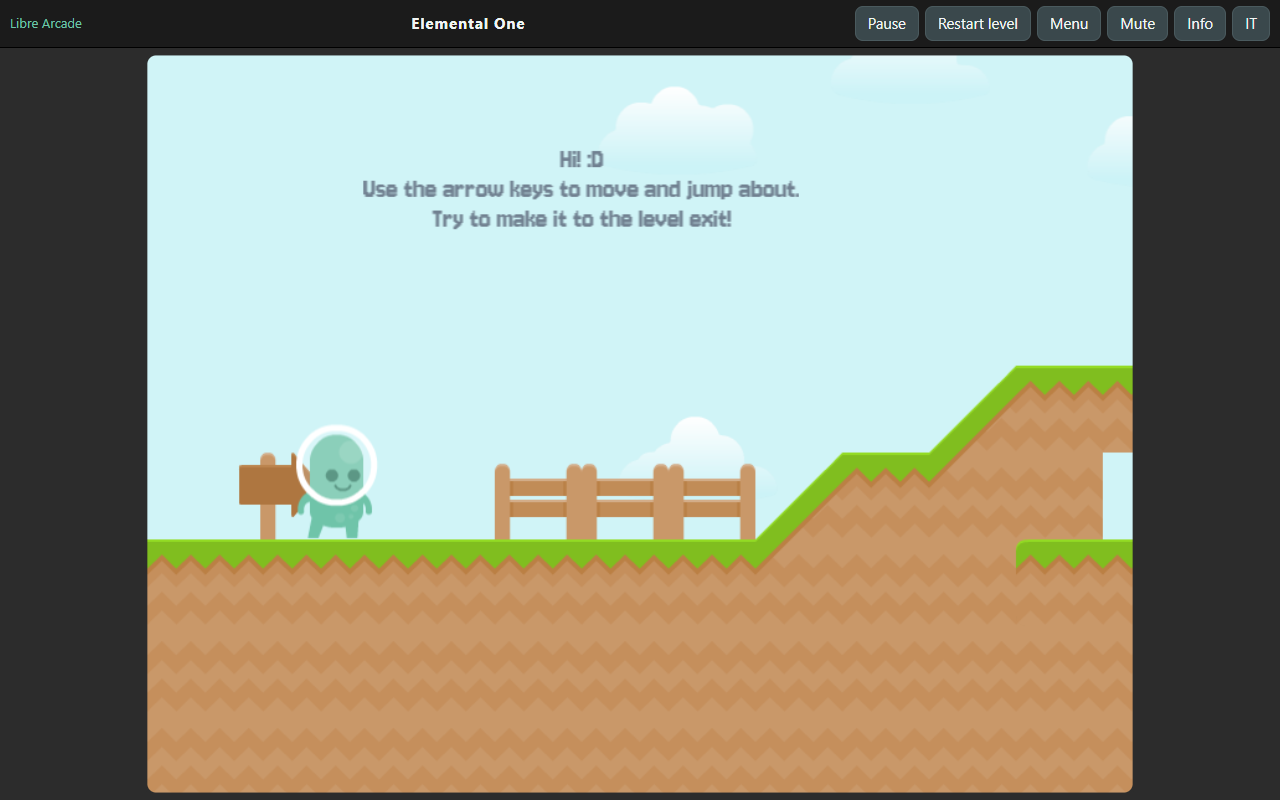 Libre Arcade
Elemental One
Pause
Restart level
Menu
Mute
Info
IT
Hi! :D
Use the arrow keys to move and jump about.
Try to make it to the level exit!